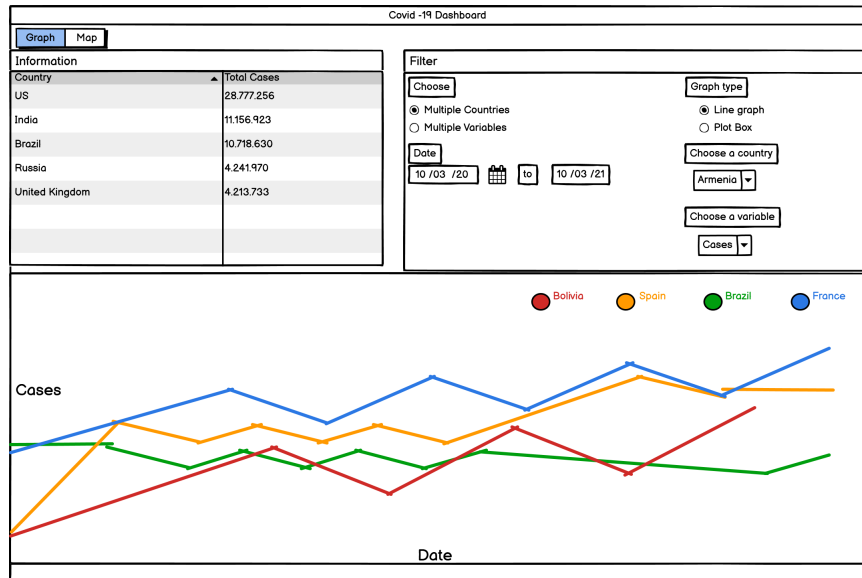 Covid -19 Dashboard
Graph Map
Information
Country Total Cases
US 28.777.256
India 11.156.923
Brazil 10.718.630
Russia 4.241.970
United Kingdom 4.213.733
Filter
Choose
Multiple Countries
Multiple Variables
Date
10 /03 /20 to 10 /03 /21
Graph type
Line graph
Plot Box
Choose a country
Armenia
Choose a variable
Cases
Bolivia Spain Brazil France
Cases
Date